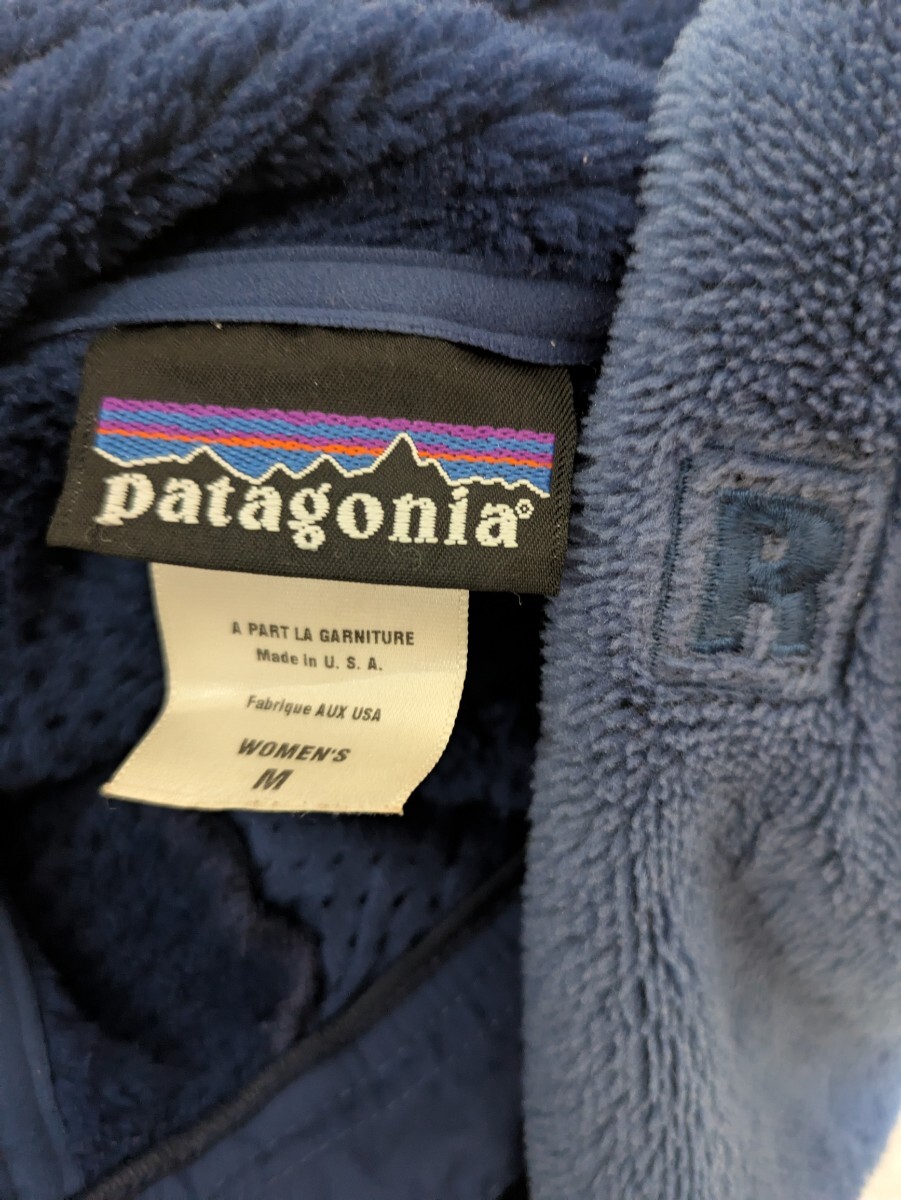 patagonia®
A PART LA GARNITURE
Made in U. S. A.
Fabrique AUX USA
WOMEN'S
M
R